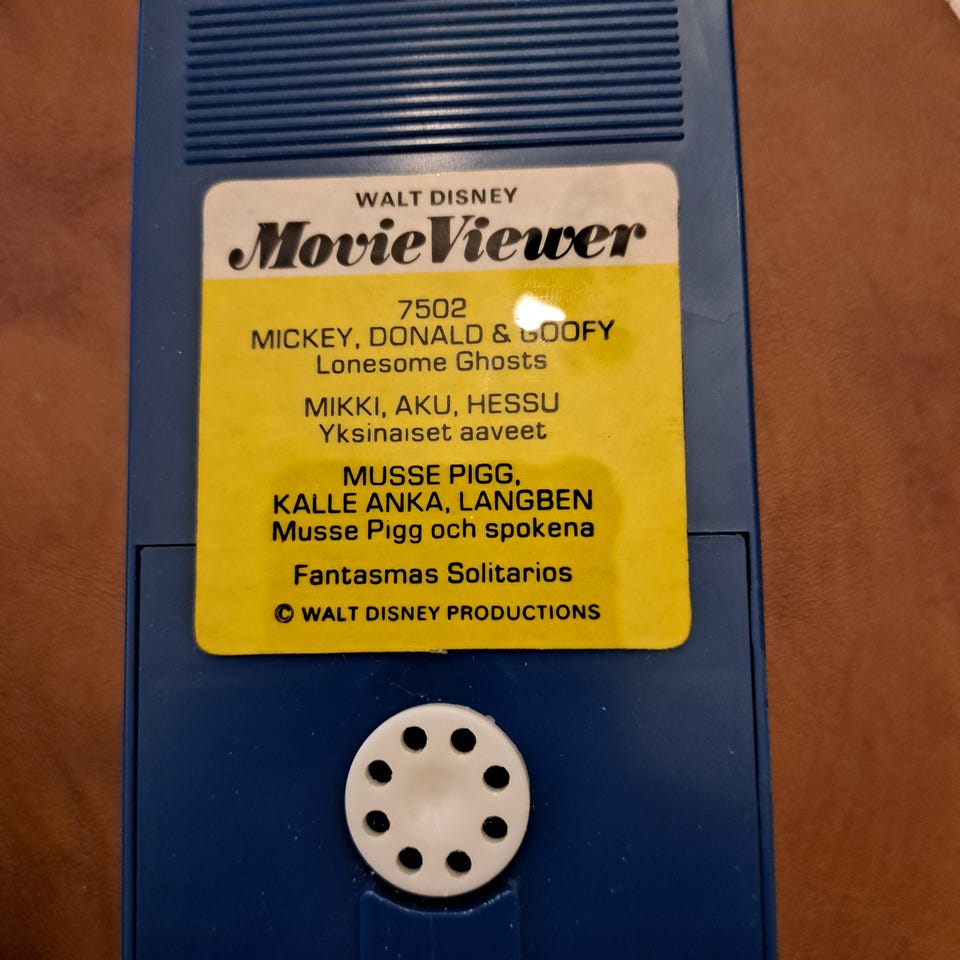 WALT DISNEY
MovieViewer
7502
MICKEY, DONALD & GOOFY
Lonesome Ghosts
MIKKI, AKU, HESSU
Yksinaiset aaveet
MUSSE PIGG,
KALLE ANKA, LANGBEN
Musse Pigg och spokena
Fantasmas Solitarios
© WALT DISNEY PRODUCTIONS